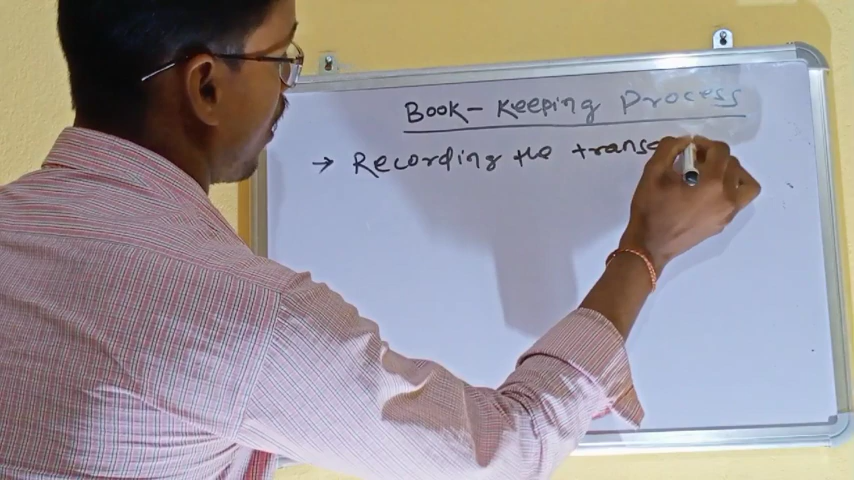 Book-Keeping Process
→ Recording the transa